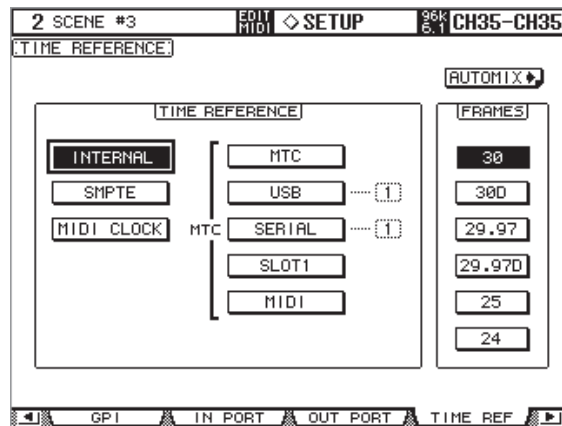 2 SCENE #3 EDIT MIDI ◇SETUP 96k 6.1 CH35-CH35
TIME REFERENCE
AUTOMIX
TIME REFERENCE
FRAMES
INTERNAL
SMPTE
MIDI CLOCK
MTC
MTC
USB 1
SERIAL 1
SLOT1
MIDI
30
30D
29.97
29.97D
25
24
GPI IN PORT OUT PORT TIME REF